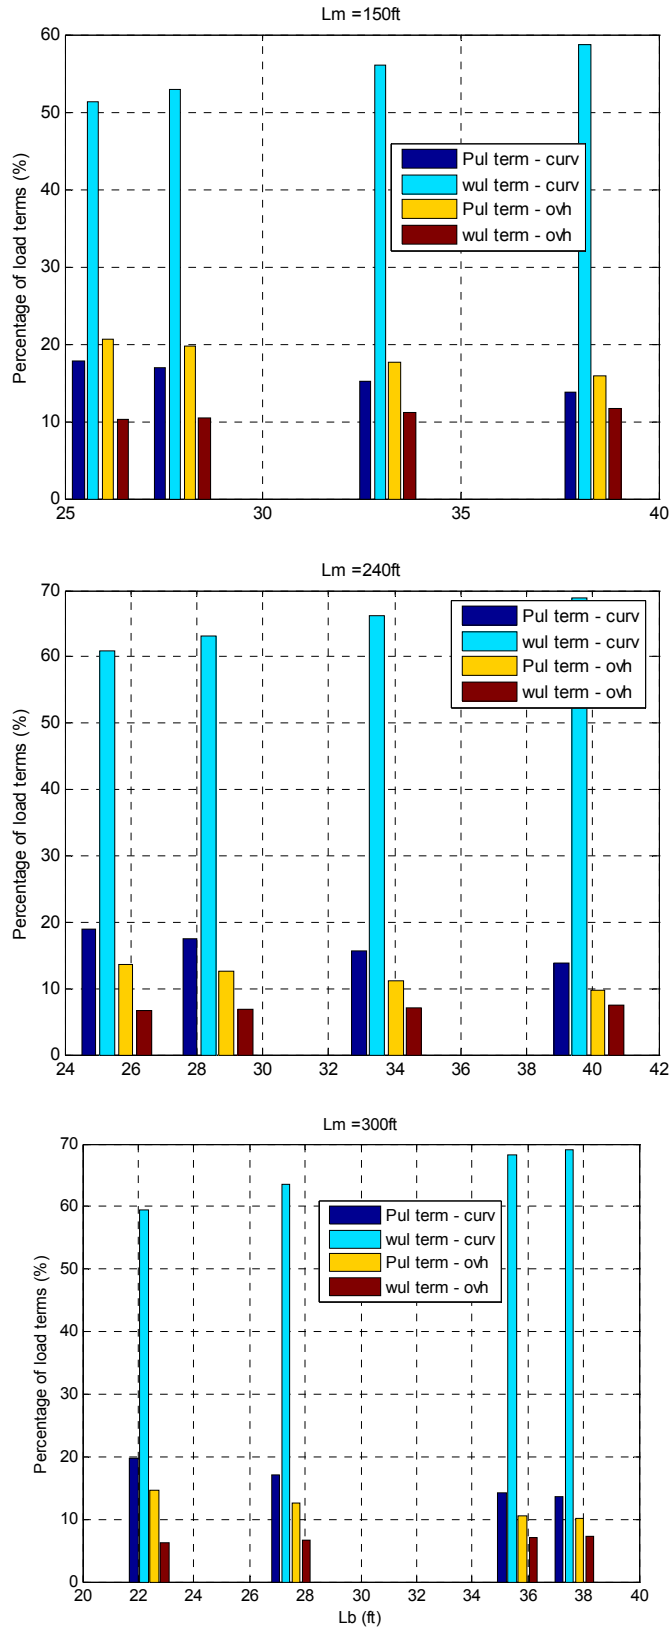 Lm =150ft
60
50
40
30
20
10
0
Percentage of load terms (%)
Pul term - curv
wul term - curv
Pul term - ovh
wul term - ovh
25 30 35 40
Lm =240ft
70
60
50
40
30
20
10
0
Percentage of load terms (%)
Pul term - curv
wul term - curv
Pul term - ovh
wul term - ovh
24 26 28 30 32 34 36 38 40 42
Lm =300ft
70
60
50
40
30
20
10
0
Percentage of load terms (%)
Pul term - curv
wul term - curv
Pul term - ovh
wul term - ovh
20 22 24 26 28 30 32 34 36 38 40
Lb (ft)